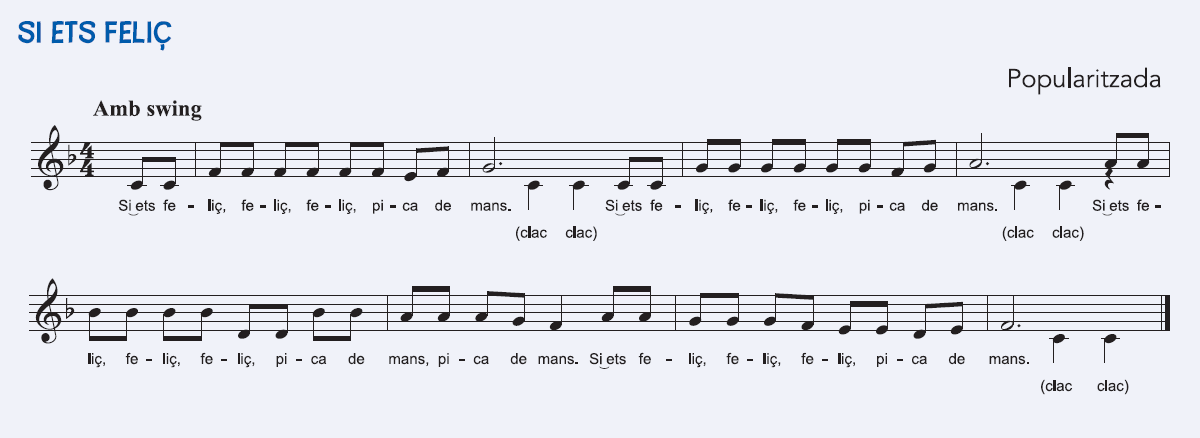 SI ETS FELIÇ
Popularitzada
Amb swing
4
4
Si ets fe - liç, fe - liç, fe - liç, pi - ca de mans. Si ets fe - liç, fe - liç, fe - liç, pi - ca de mans. Si ets fe -
(clac clac) (clac clac)
liç, fe - liç, fe - liç, pi - ca de mans, pi - ca de mans. Si ets fe - liç, fe - liç, fe - liç, pi - ca de mans.
(clac clac)